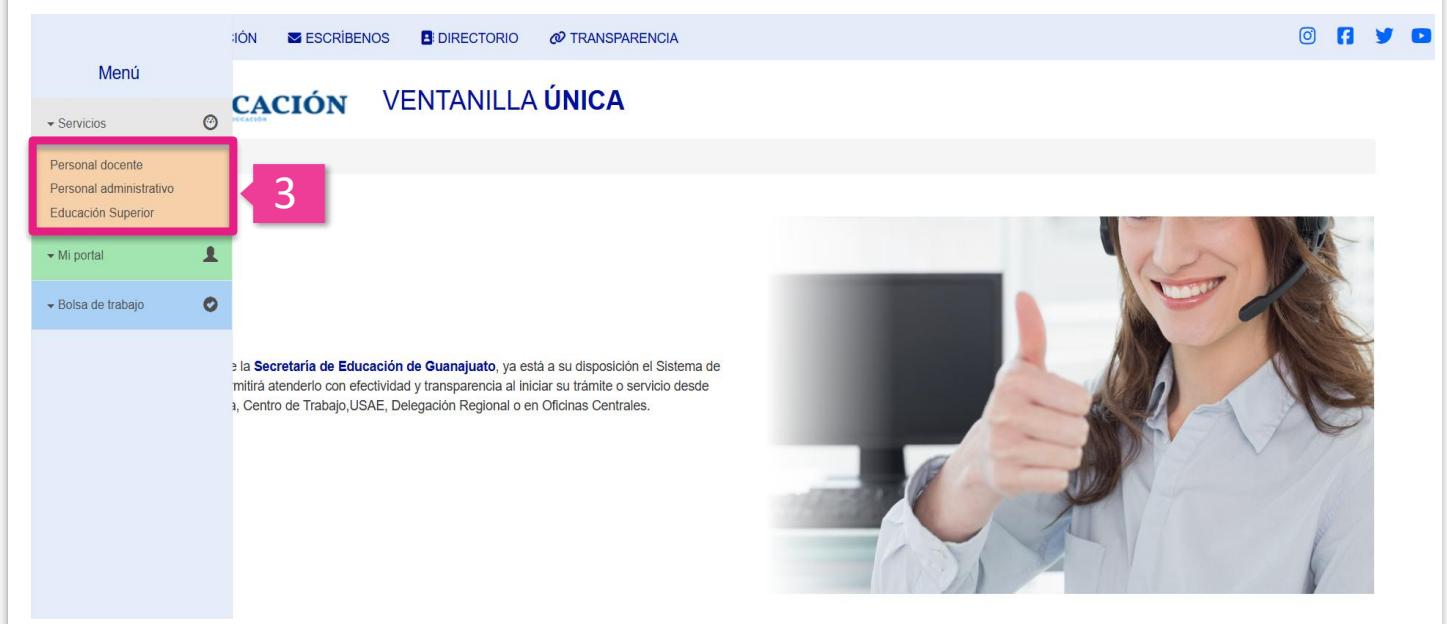 IÓN ESCRÍBENOS DIRECTORIO TRANSPARENCIA
Menú
CACIÓN VENTANILLA ÚNICA
Servicios
Personal docente
Personal administrativo
Educación Superior
3
Mi portal
Bolsa de trabajo
la Secretaría de Educación de Guanajuato, ya está a su disposición el Sistema de
mitirá atenderlo con efectividad y transparencia al iniciar su trámite o servicio desde
, Centro de Trabajo,USAE, Delegación Regional o en Oficinas Centrales.